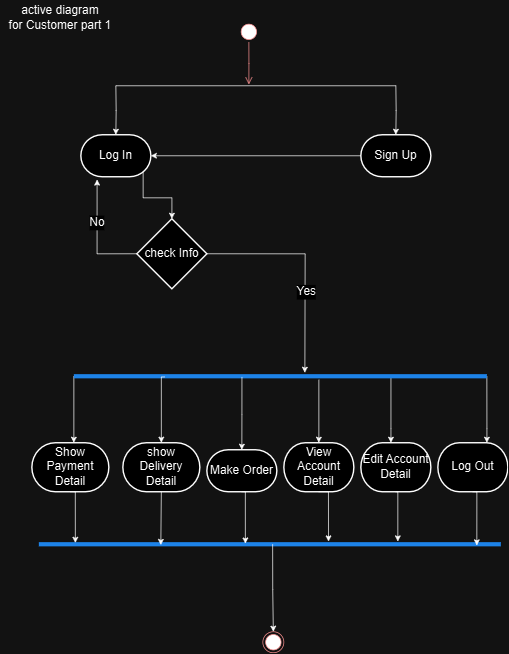 active diagram
for Customer part 1
Log In
Sign Up
No
check Info
Yes
Show
Payment
Detail
show
Delivery
Detail
Make Order
View
Account
Detail
Edit Account
Detail
Log Out